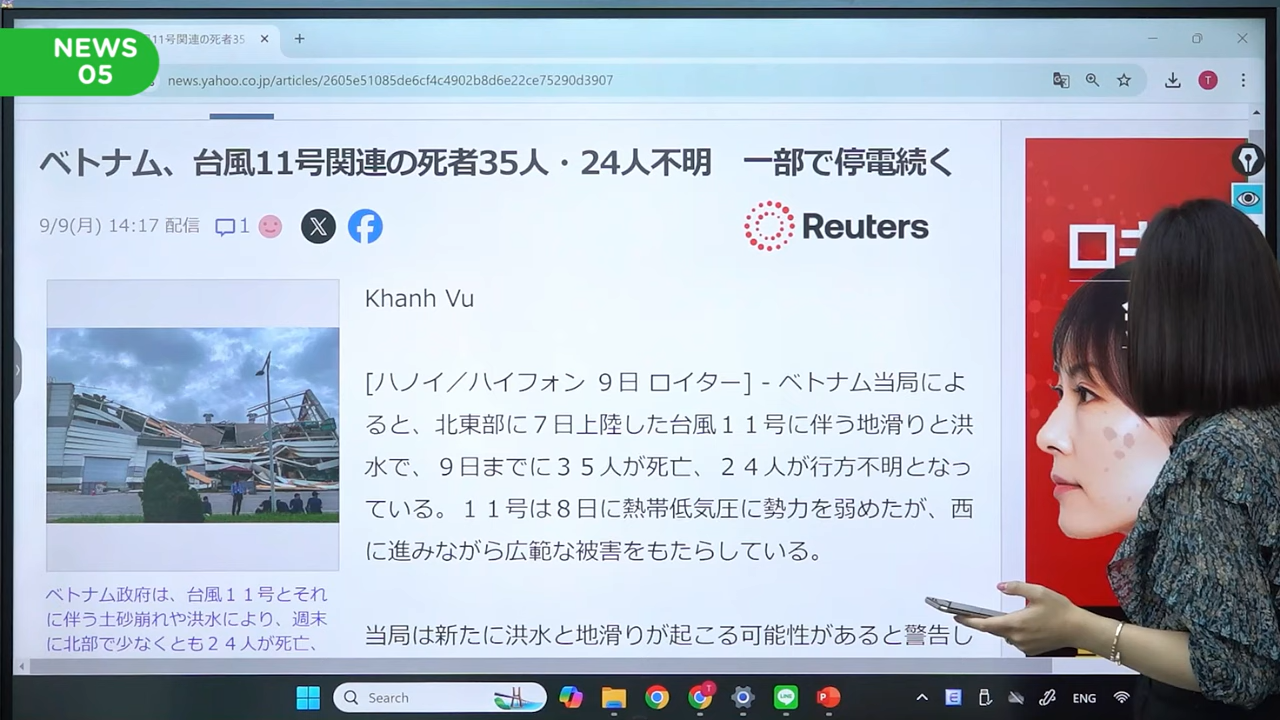 NEWS
05
11号関連の死者35
news.yahoo.co.jp/articles/2605e51085de6cf4c4902b8d6e22ce75290d3907
T
ベトナム、台風11号関連の死者35人・24人不明　一部で停電続く
9/9(月) 14:17 配信
1
Reuters
Khanh Vu
[ハノイ／ハイフォン ９日 ロイター] - ベトナム当局によ
ると、北東部に７日上陸した台風１１号に伴う地滑りと洪
水で、９日までに３５人が死亡、２４人が行方不明となっ
ている。１１号は８日に熱帯低気圧に勢力を弱めたが、西
に進みながら広範な被害をもたらしている。
当局は新たに洪水と地滑りが起こる可能性があると警告し
ベトナム政府は、台風１１号とそれ
に伴う土砂崩れや洪水により、週末
に北部で少なくとも２４人が死亡、
ロ
Search
T
LINE
P
E
ENG